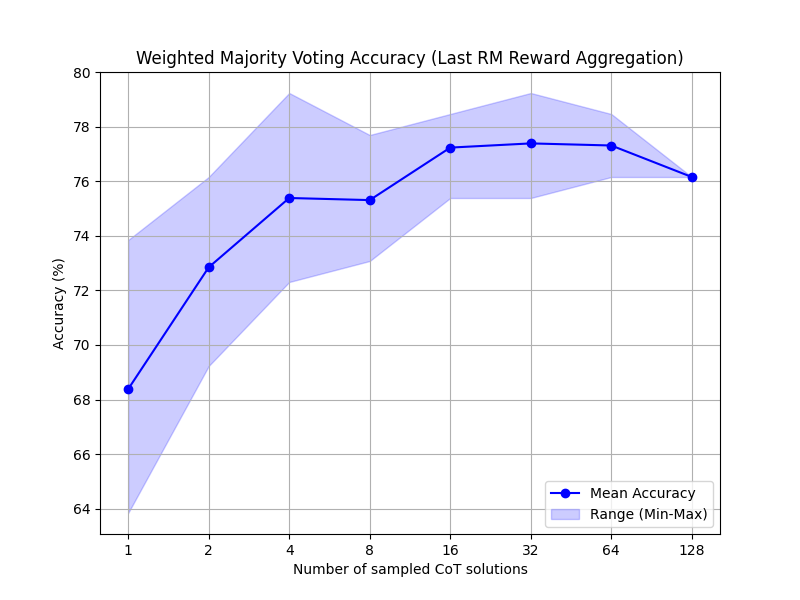 Weighted Majority Voting Accuracy (Last RM Reward Aggregation)
80
78
76
74
72
70
68
66
64
Accuracy (%)
Mean Accuracy
Range (Min-Max)
1 2 4 8 16 32 64 128
Number of sampled CoT solutions